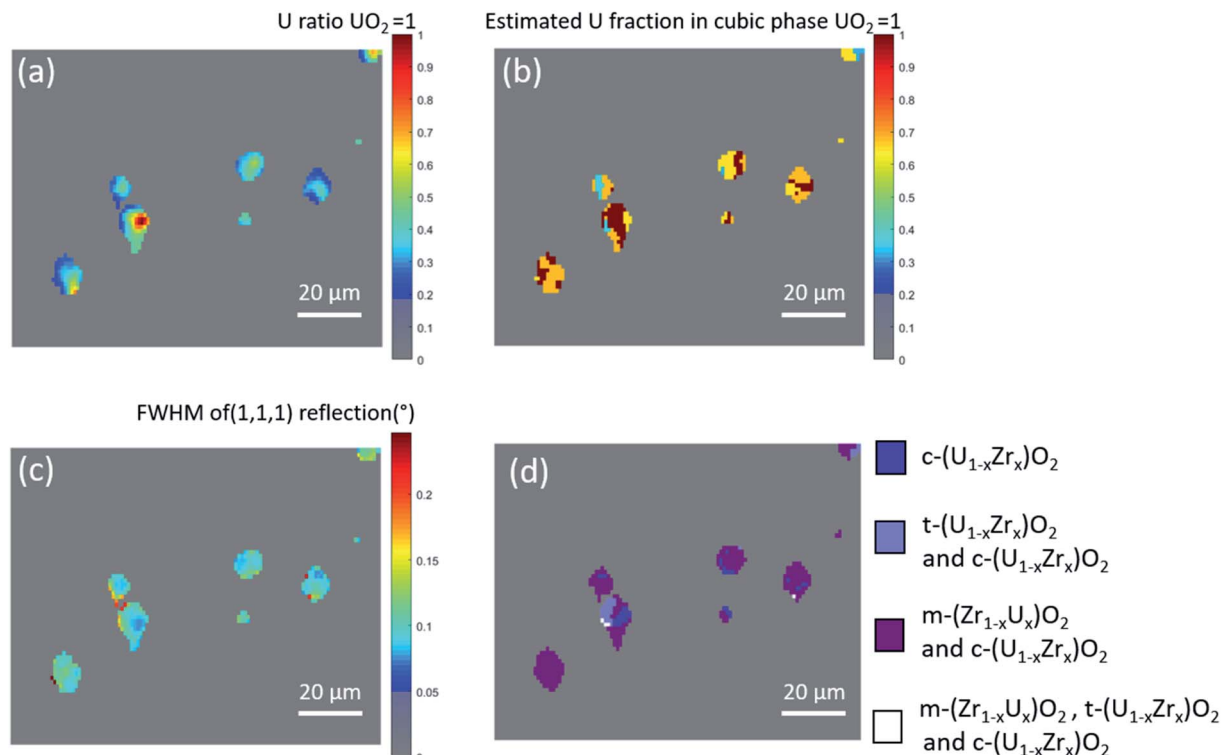 U ratio UO₂ =1
(a)
1
0.9
0.8
0.7
0.6
0.5
0.4
0.3
0.2
0.1
0
20 µm
Estimated U fraction in cubic phase UO₂ =1
(b)
1
0.9
0.8
0.7
0.6
0.5
0.4
0.3
0.2
0.1
0
20 µm
FWHM of(1,1,1) reflection(°)
(c)
0.2
0.15
0.1
0.05
20 µm
(d)
20 µm
c-(U₁₋ₓZrₓ)O₂
t-(U₁₋ₓZrₓ)O₂
and c-(U₁₋ₓZrₓ)O₂
m-(Zr₁₋ₓUₓ)O₂
and c-(U₁₋ₓZrₓ)O₂
m-(Zr₁₋ₓUₓ)O₂ , t-(U₁₋ₓZrₓ)O₂
and c-(U₁₋ₓZrₓ)O₂